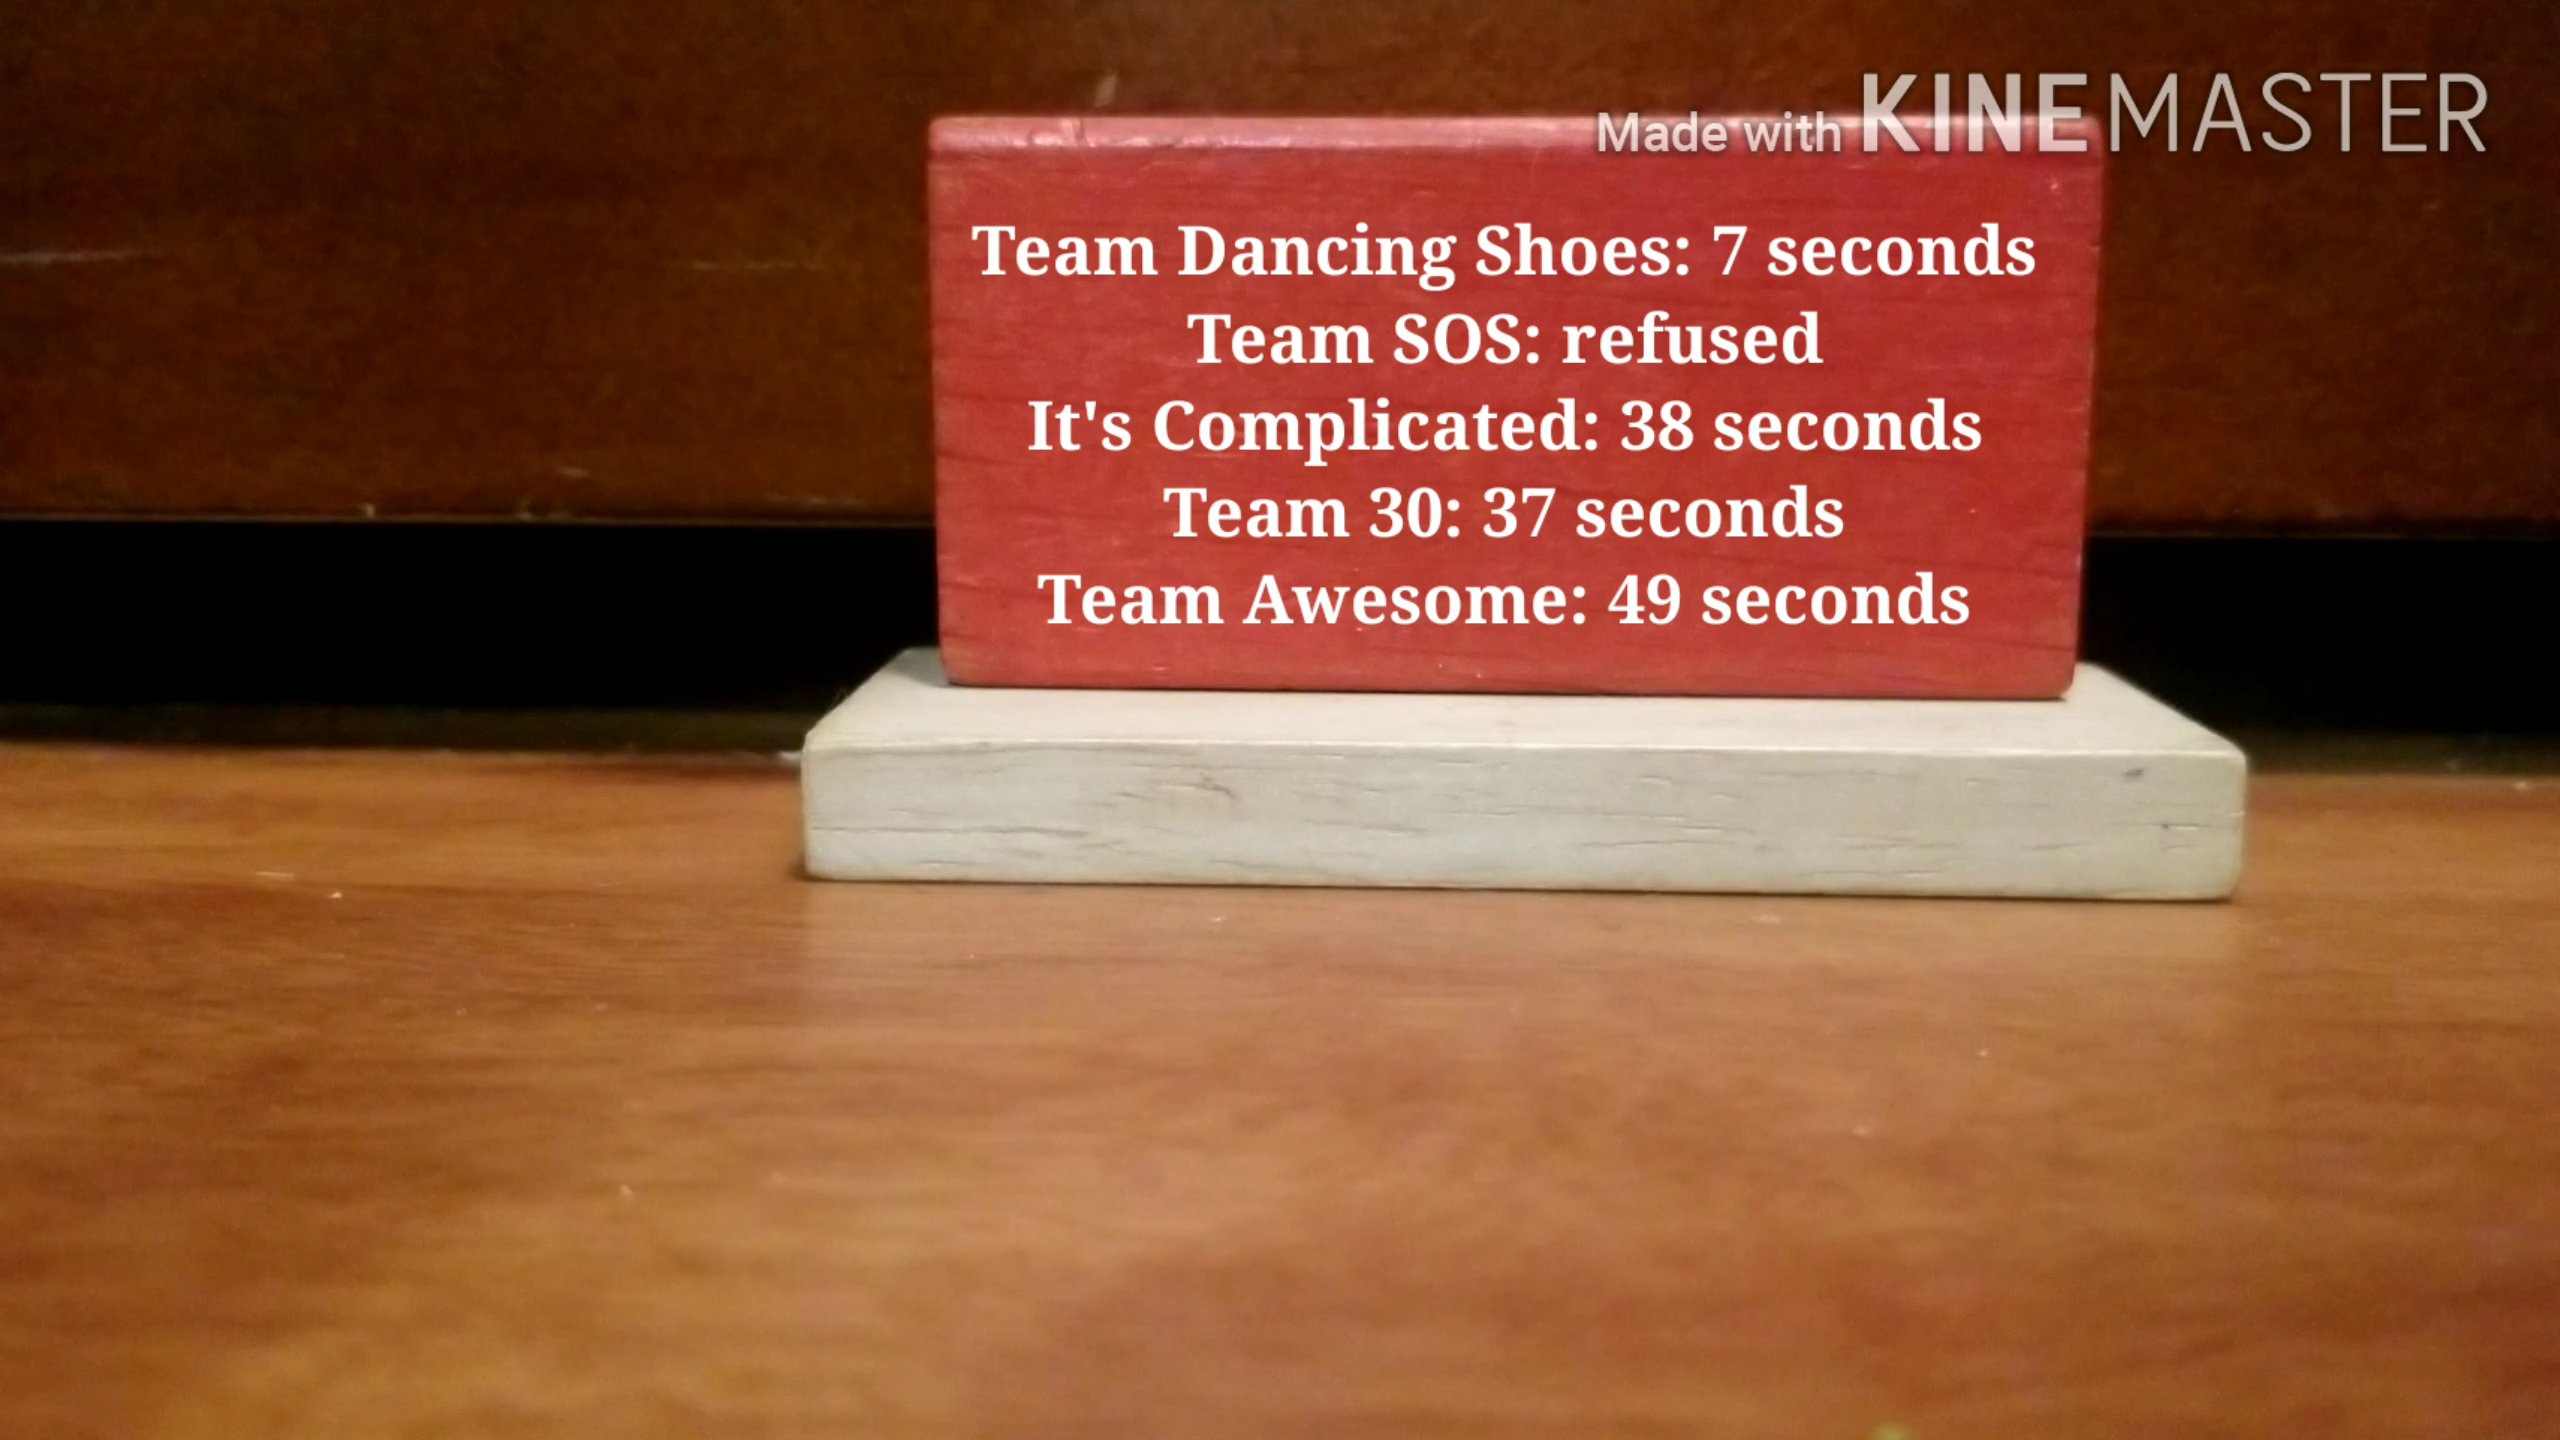 Made with KINEMASTER
Team Dancing Shoes: 7 seconds
Team SOS: refused
It's Complicated: 38 seconds
Team 30: 37 seconds
Team Awesome: 49 seconds